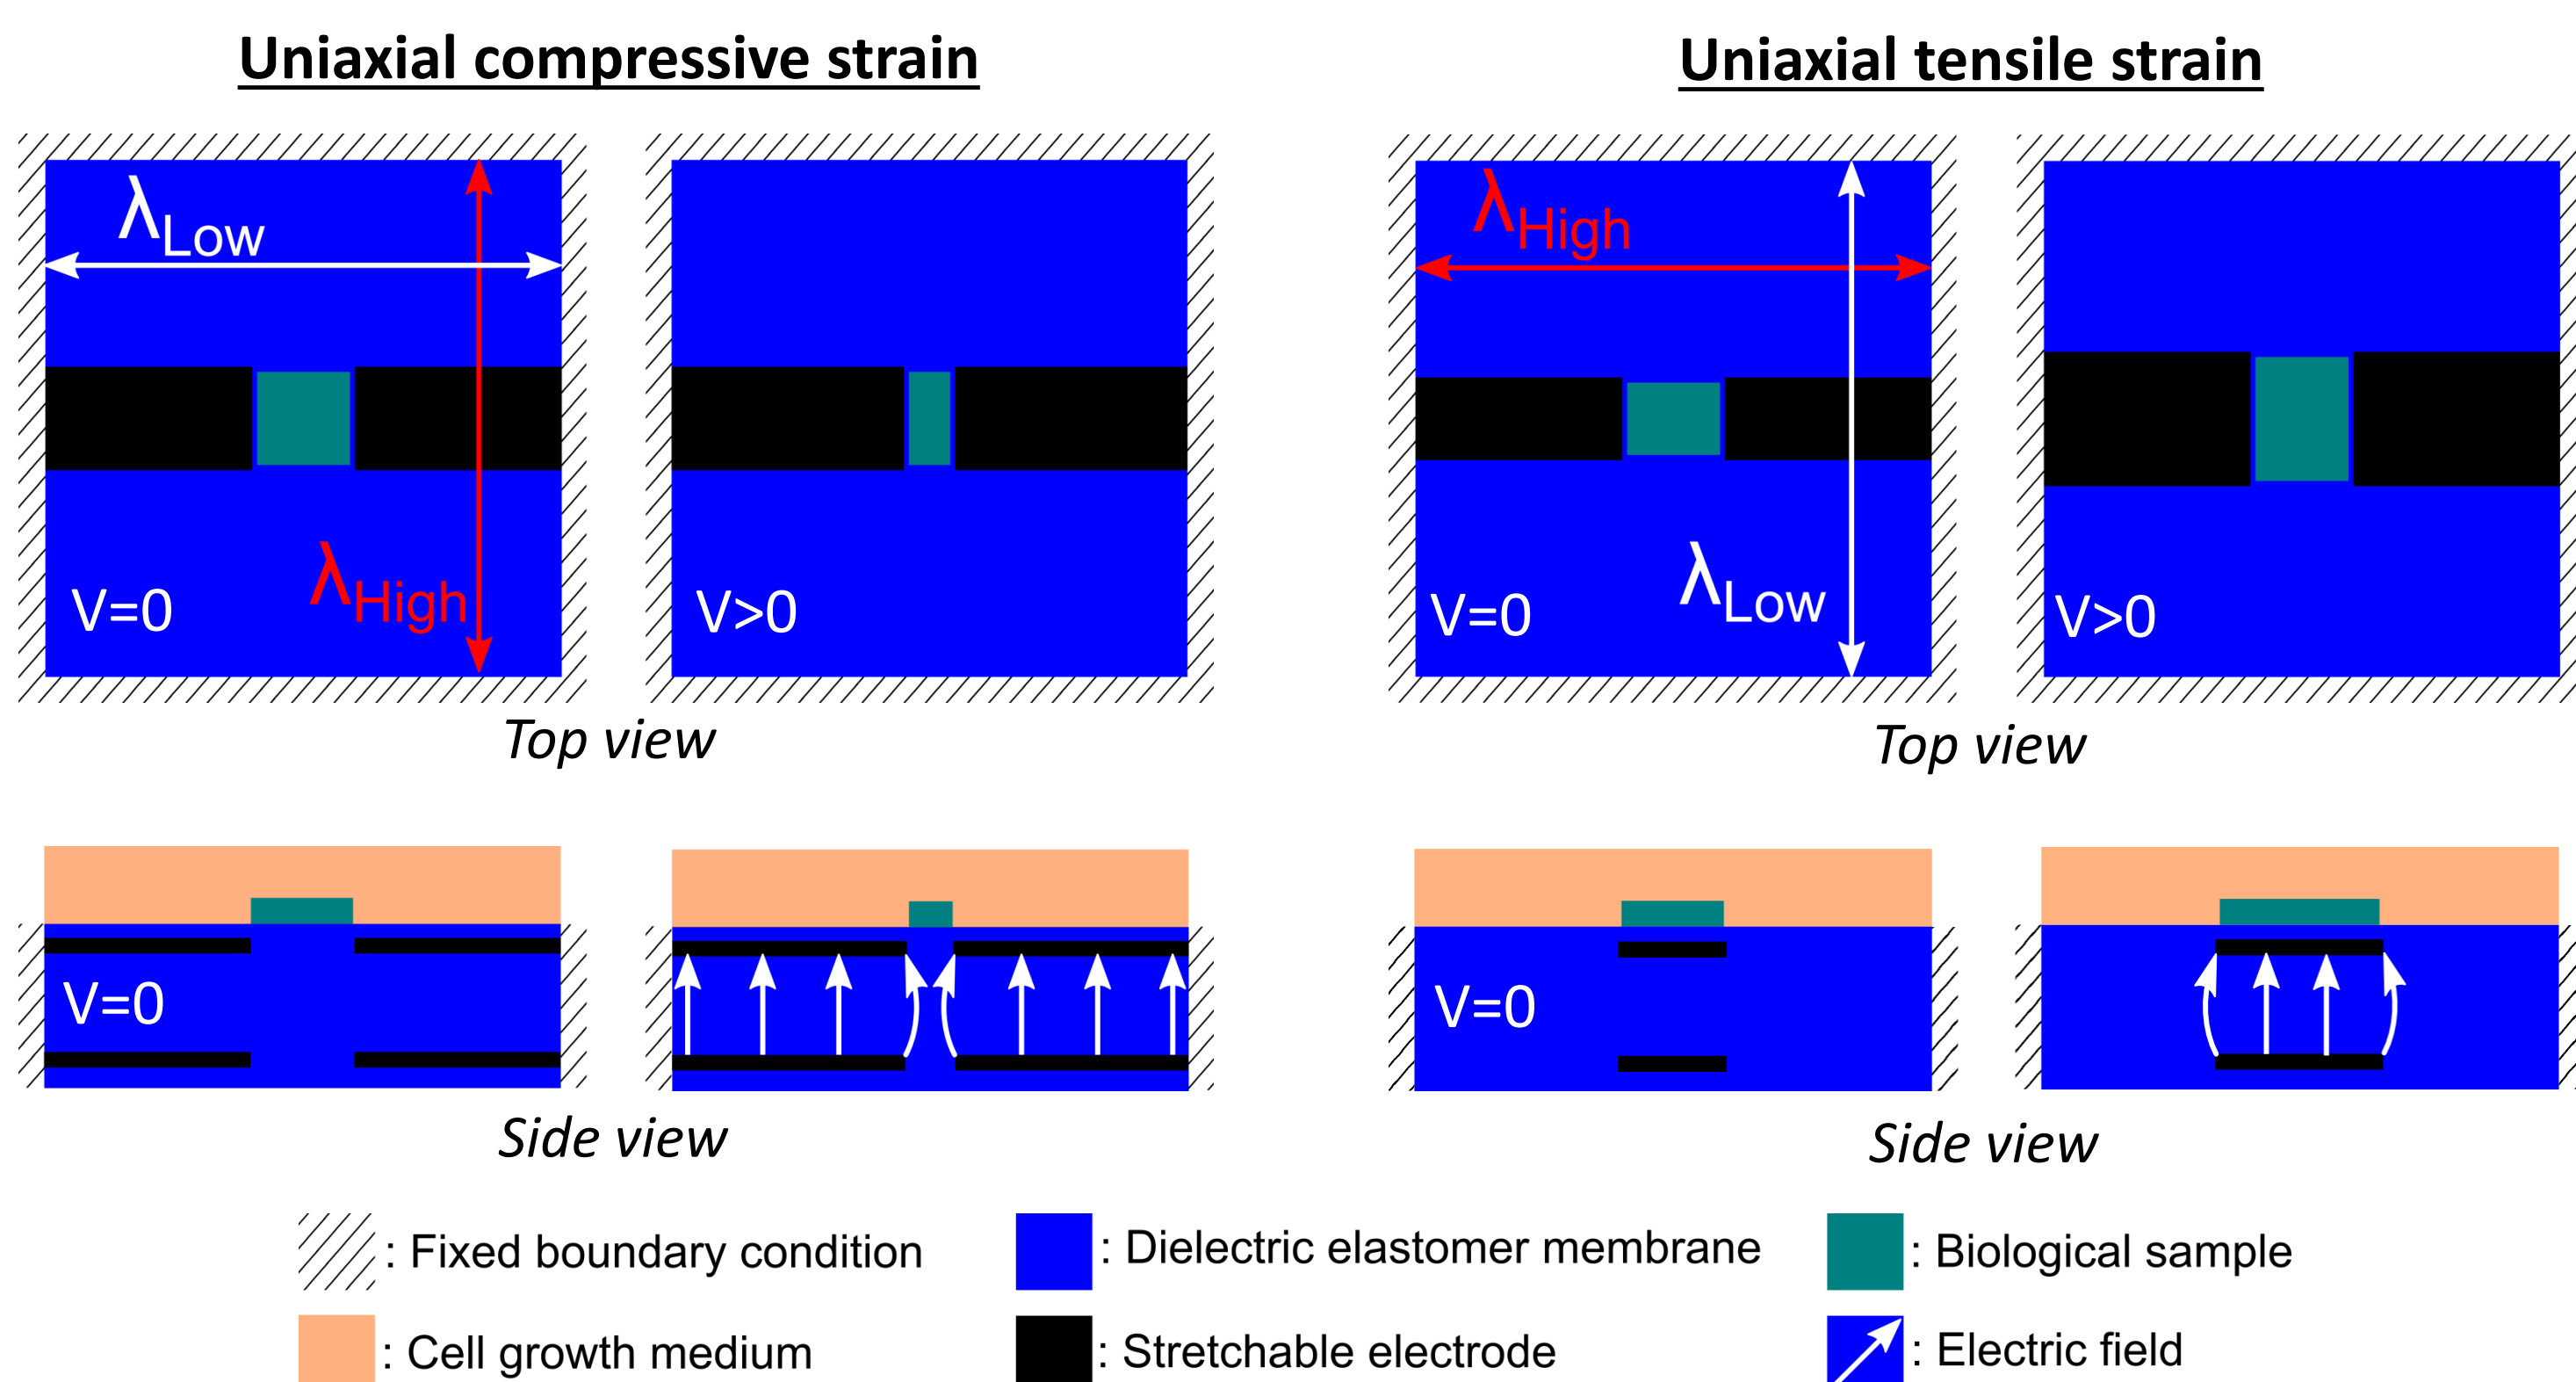 Uniaxial compressive strain
Uniaxial tensile strain
λLow
λHigh
V=0
V>0
λHigh
λLow
V=0
V>0
Top view
Top view
V=0
V=0
Side view
Side view
: Fixed boundary condition
: Dielectric elastomer membrane
: Biological sample
: Cell growth medium
: Stretchable electrode
: Electric field